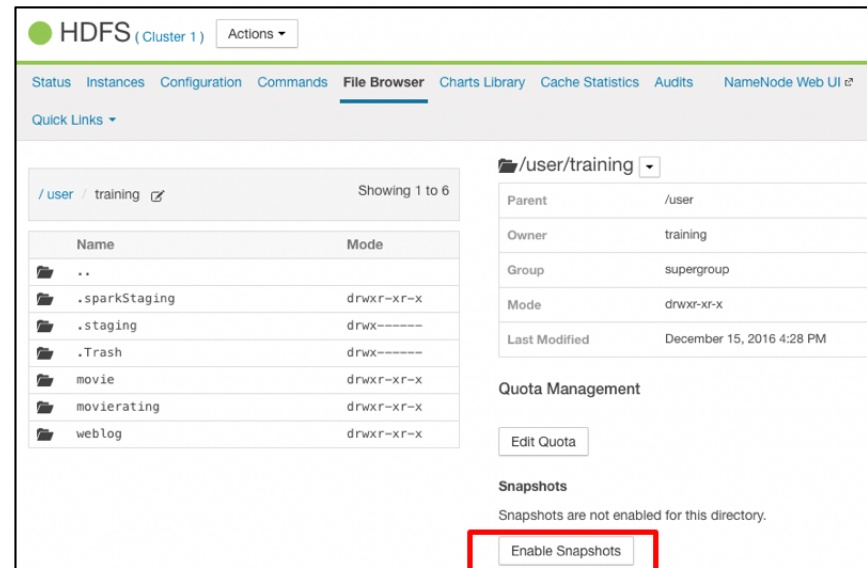 HDFS ( Cluster 1 ) Actions
Status Instances Configuration Commands File Browser Charts Library Cache Statistics Audits NameNode Web UI
Quick Links
/ user / training Showing 1 to 6
Name Mode
..
.sparkStaging drwxr-xr-x
.staging drwx------
.Trash drwx------
movie drwxr-xr-x
movierating drwxr-xr-x
weblog drwxr-xr-x
/user/training
Parent /user
Owner training
Group supergroup
Mode drwxr-xr-x
Last Modified December 15, 2016 4:28 PM
Quota Management
Edit Quota
Snapshots
Snapshots are not enabled for this directory.
Enable Snapshots